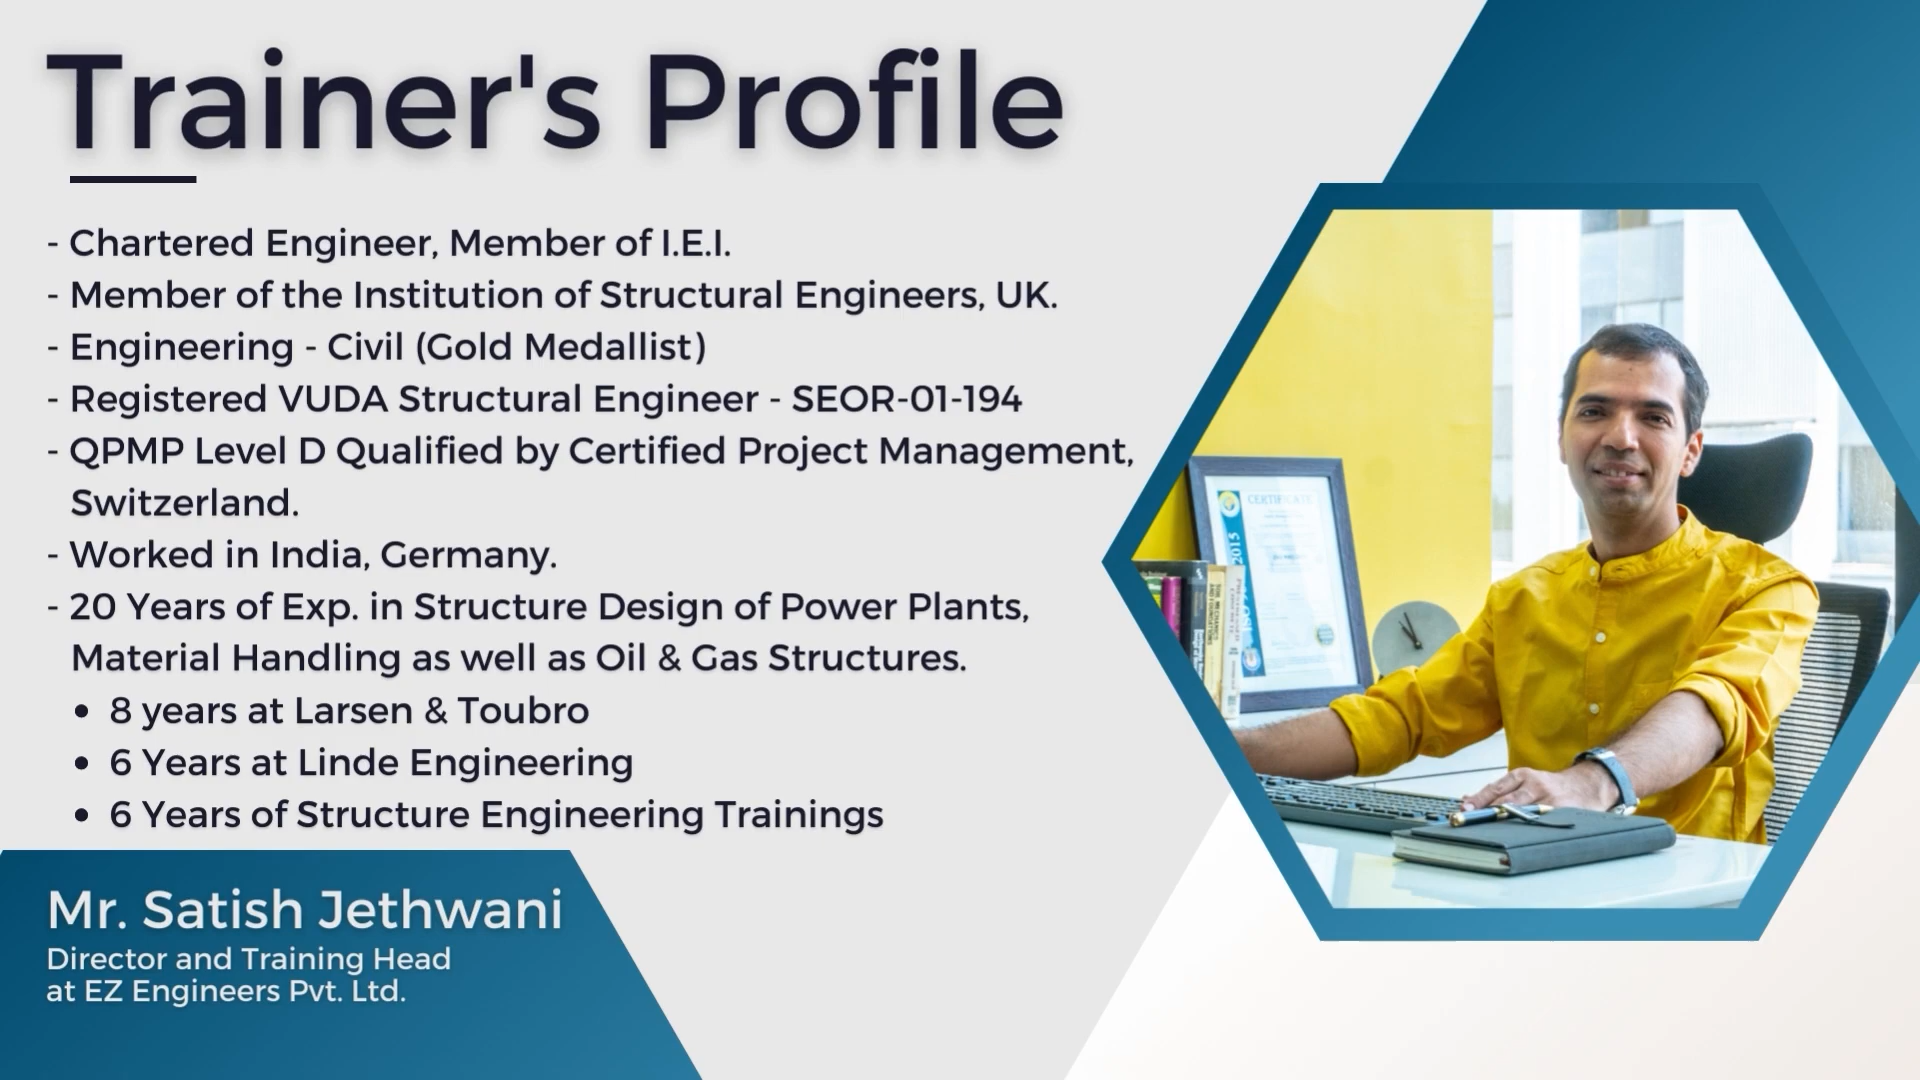 Trainer's Profile
- Chartered Engineer, Member of I.E.I.
- Member of the Institution of Structural Engineers, UK.
- Engineering - Civil (Gold Medallist)
- Registered VUDA Structural Engineer - SEOR-01-194
- QPMP Level D Qualified by Certified Project Management,
Switzerland.
- Worked in India, Germany.
- 20 Years of Exp. in Structure Design of Power Plants,
Material Handling as well as Oil & Gas Structures.
• 8 years at Larsen & Toubro
• 6 Years at Linde Engineering
• 6 Years of Structure Engineering Trainings
Mr. Satish Jethwani
Director and Training Head
at EZ Engineers Pvt. Ltd.
CERTIFICATE